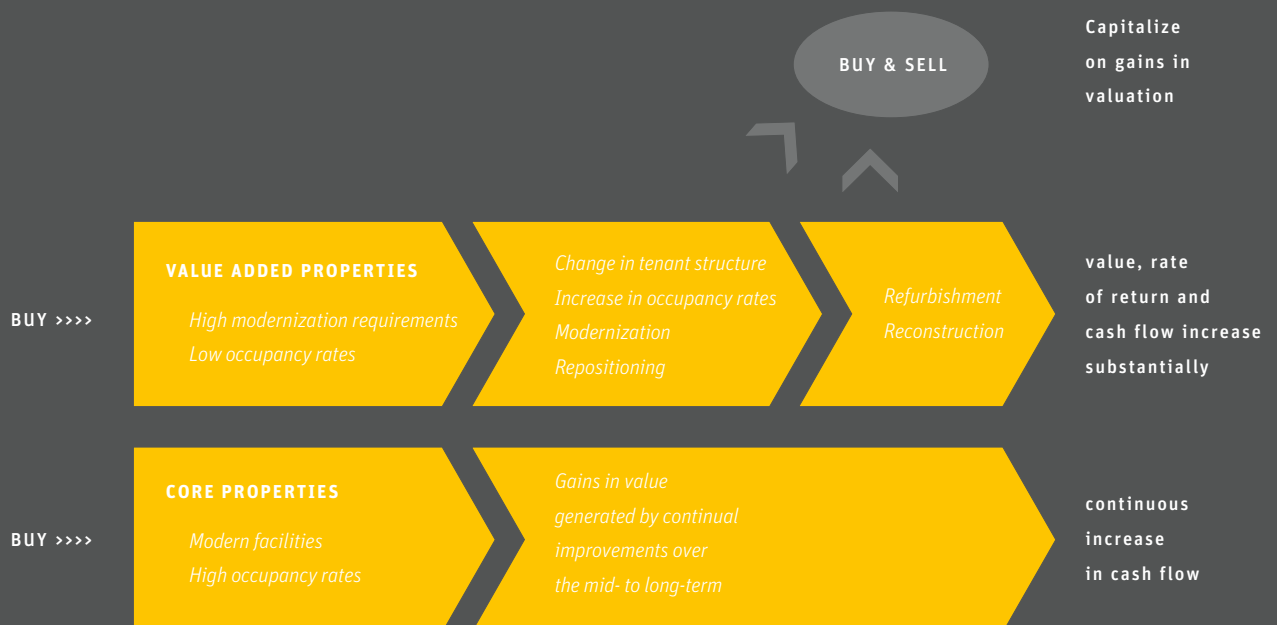 BUY & SELL
Capitalize
on gains in
valuation
BUY >>>>
VALUE ADDED PROPERTIES
High modernization requirements
Low occupancy rates
Change in tenant structure
Increase in occupancy rates
Modernization
Repositioning
Refurbishment
Reconstruction
value, rate
of return and
cash flow increase
substantially
BUY >>>>
CORE PROPERTIES
Modern facilities
High occupancy rates
Gains in value
generated by continual
improvements over
the mid- to long-term
continuous
increase
in cash flow